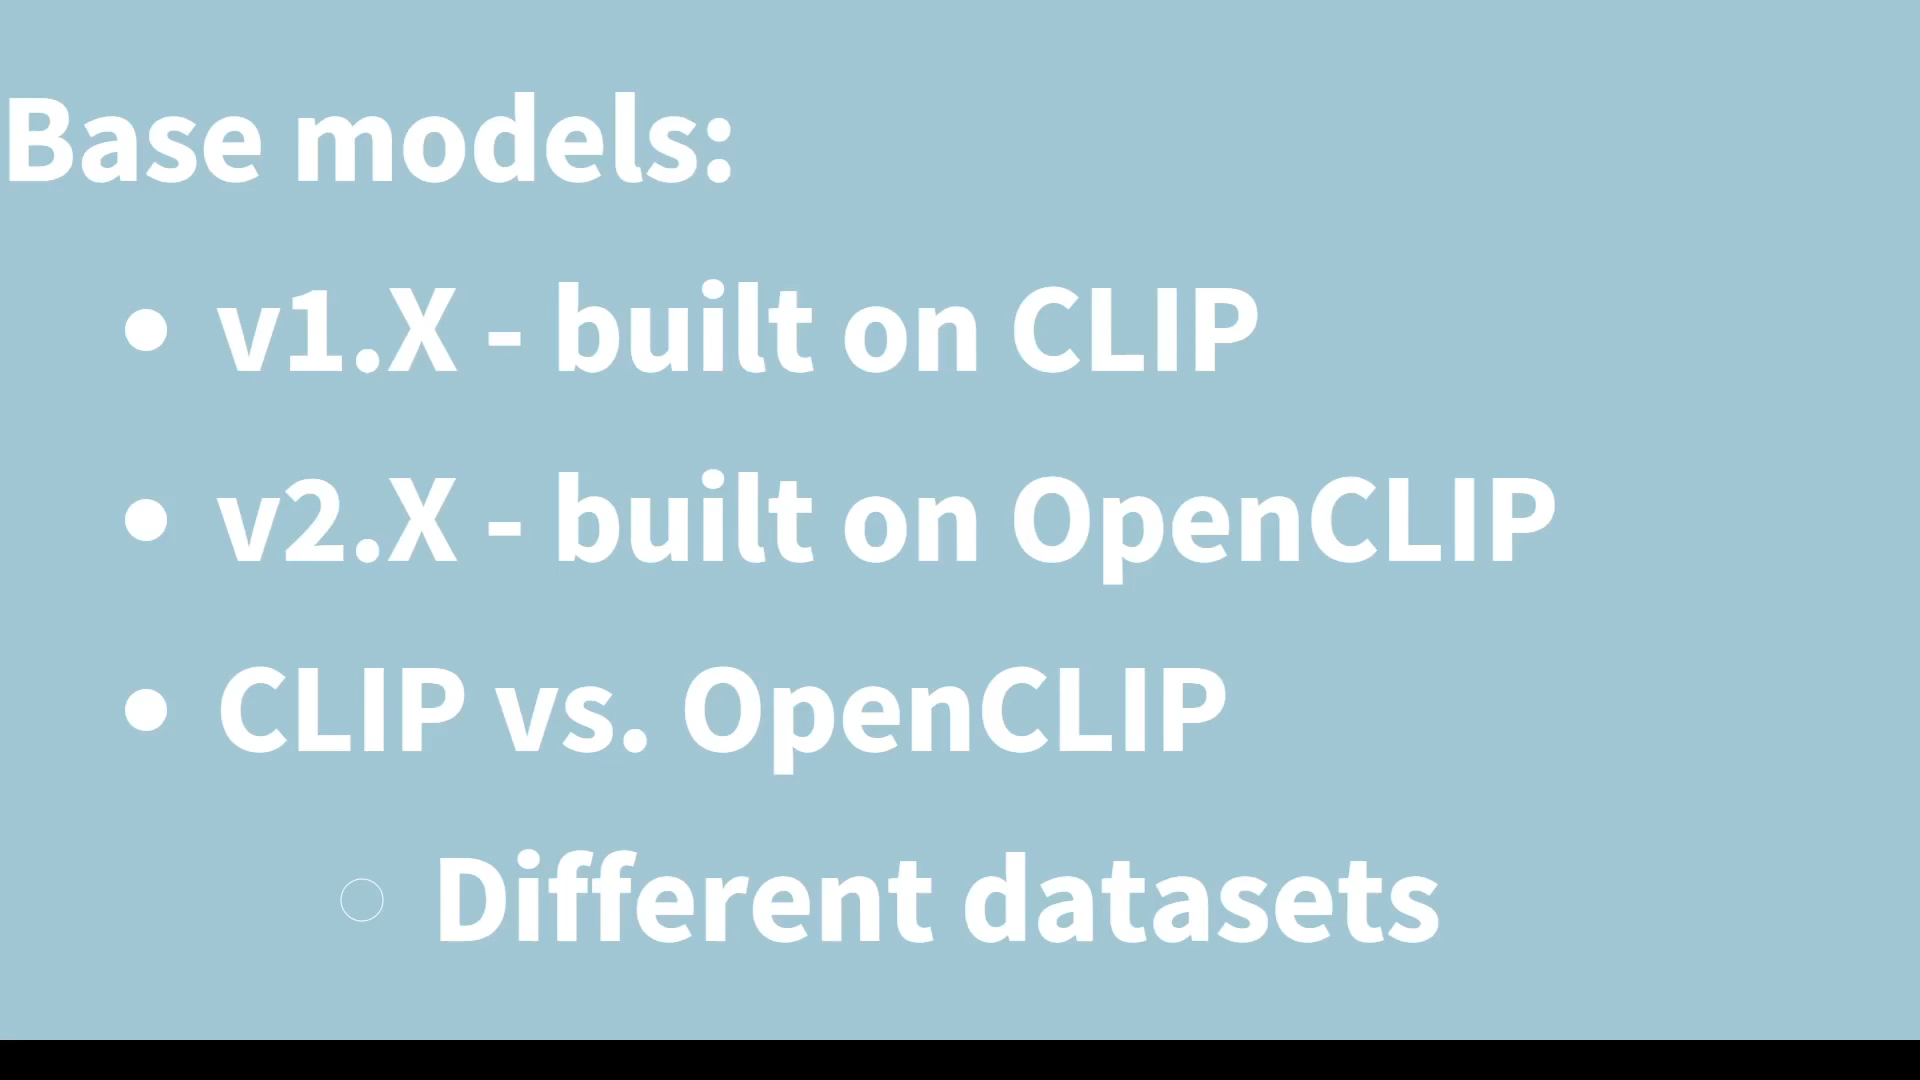 Base models:
• v1.X - built on CLIP
• v2.X - built on OpenCLIP
• CLIP vs. OpenCLIP
○ Different datasets